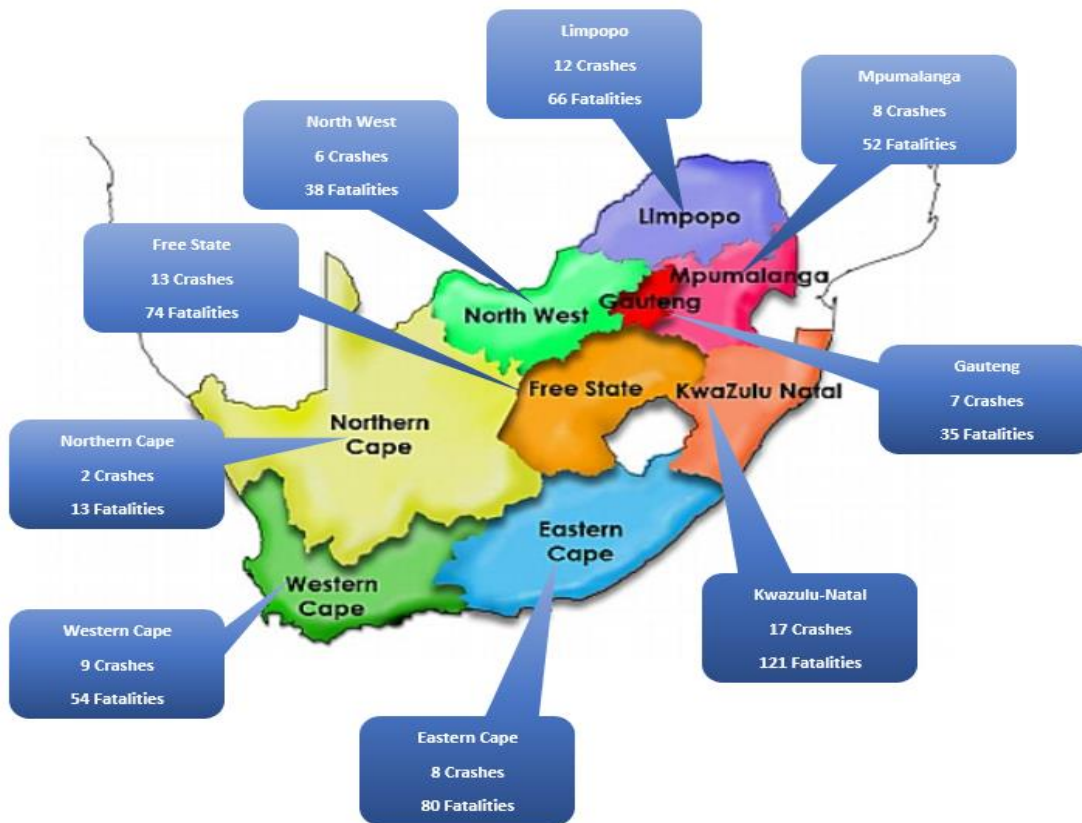 Limpopo
12 Crashes
66 Fatalities
Mpumalanga
8 Crashes
52 Fatalities
North West
6 Crashes
38 Fatalities
Free State
13 Crashes
74 Fatalities
Limpopo
Mpumalanga
Gauteng
North West
Free State
KwaZulu Natal
Northern
Cape
Eastern
Cape
Western
Cape
Gauteng
7 Crashes
35 Fatalities
Northern Cape
2 Crashes
13 Fatalities
Kwazulu-Natal
17 Crashes
121 Fatalities
Western Cape
9 Crashes
54 Fatalities
Eastern Cape
8 Crashes
80 Fatalities